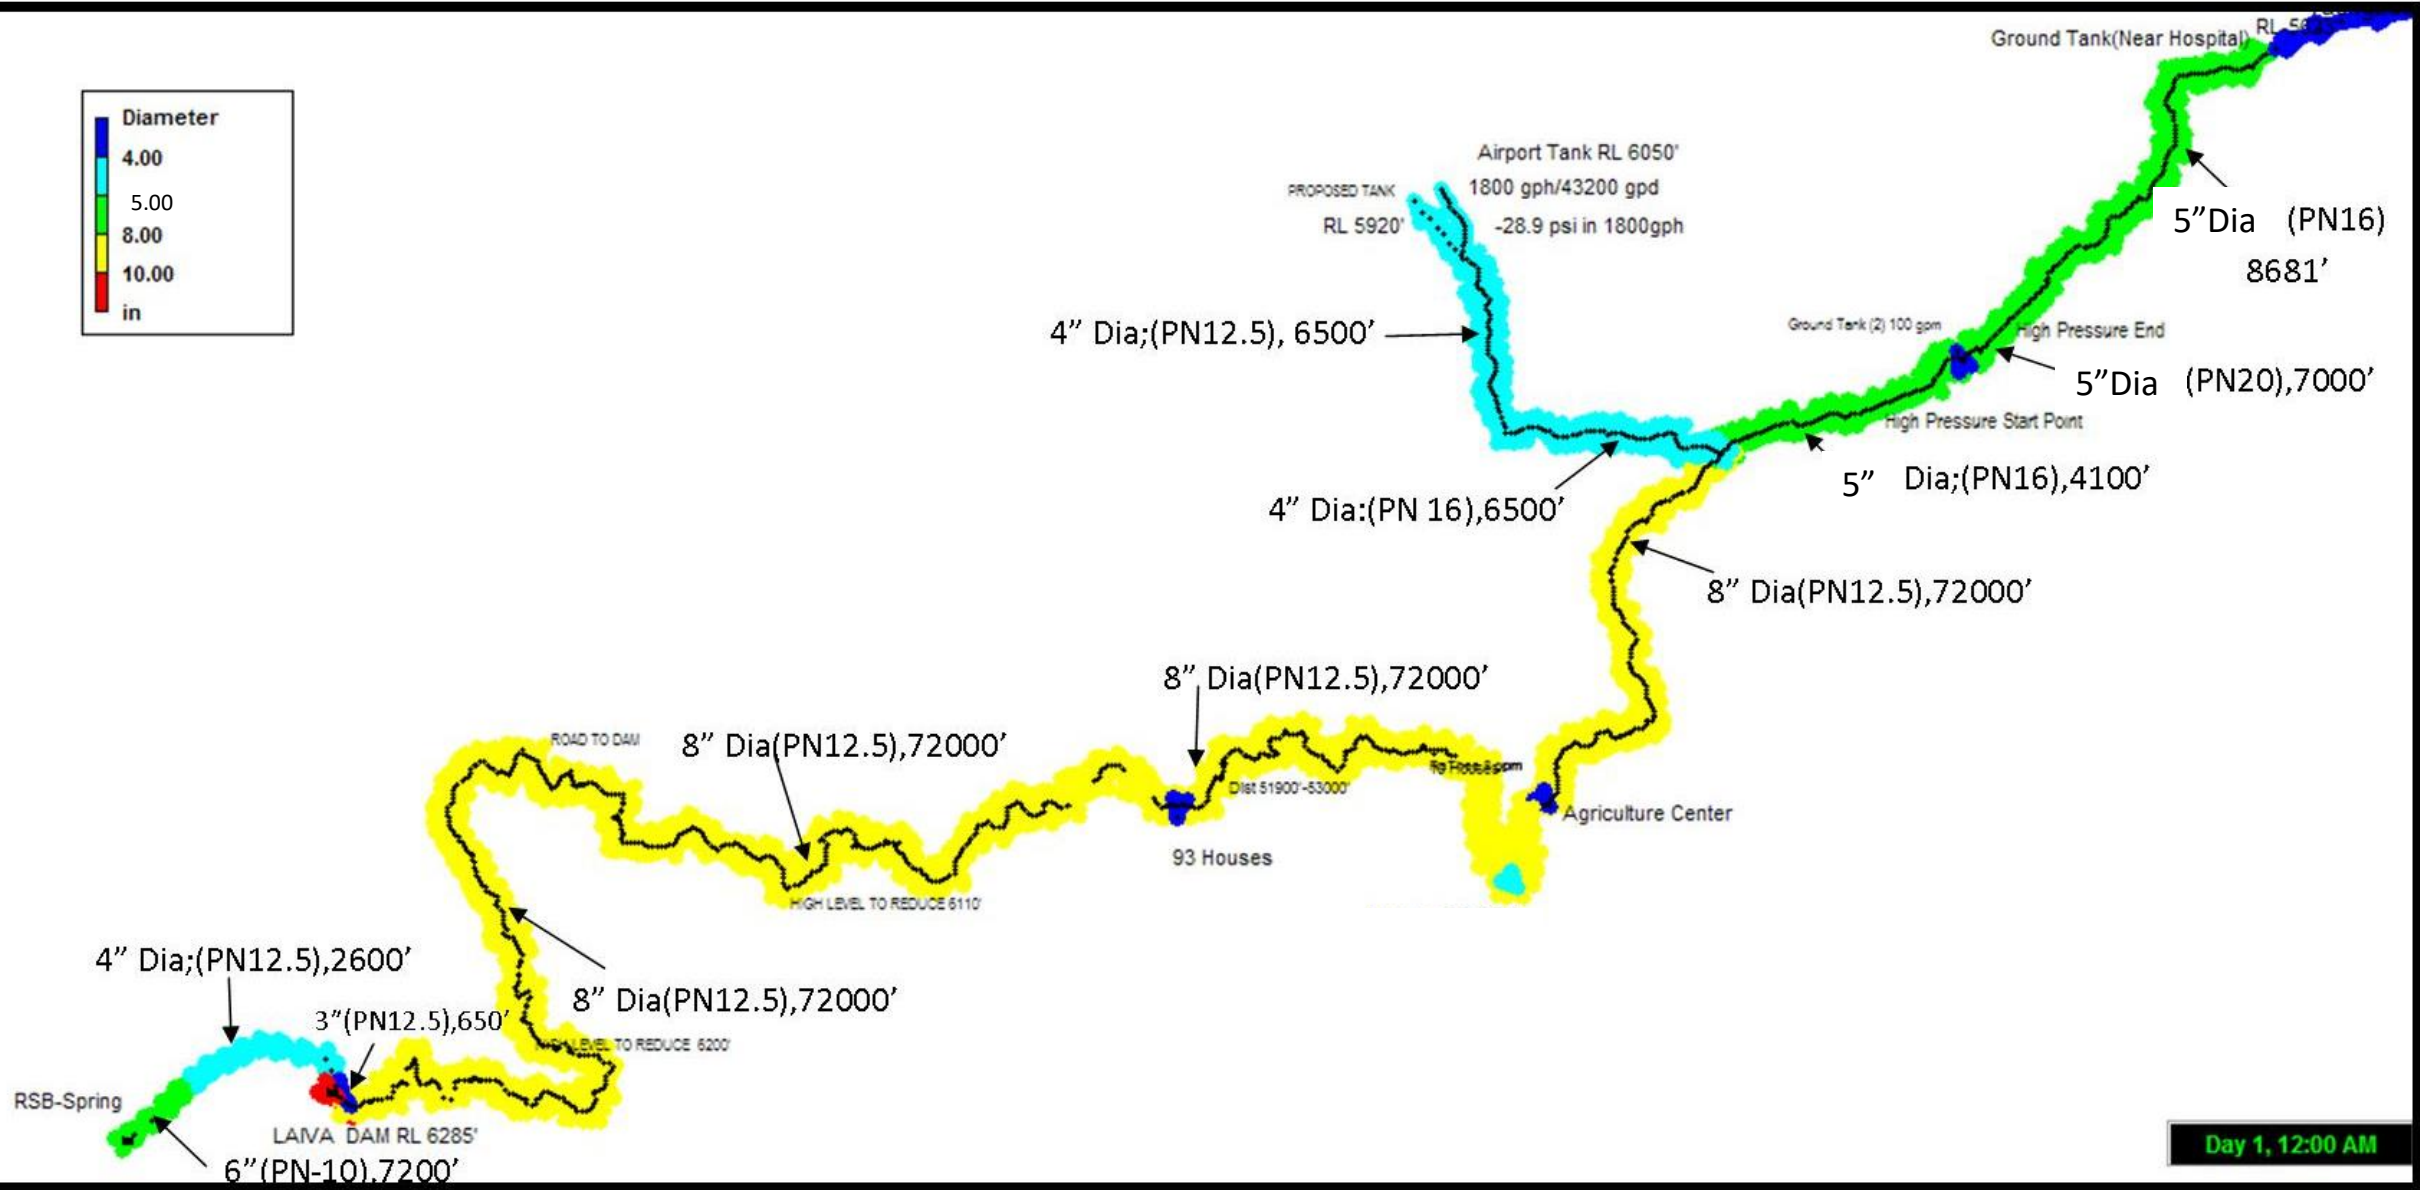 Ground Tank(Near Hospital)
Diameter
4.00
5.00
8.00
10.00
in
Airport Tank RL 6050'
PROPOSED TANK
1800 gph/43200 gpd
RL 5920'
-28.9 psi in 1800gph
5”Dia (PN16)
8681’
4” Dia;(PN12.5), 6500’
Ground Tank (2) 100 gpm
High Pressure End
5”Dia (PN20),7000’
High Pressure Start Point
5” Dia;(PN16),4100’
4” Dia:(PN 16),6500’
8” Dia(PN12.5),72000’
8” Dia(PN12.5),72000’
ROAD TO DAM
8” Dia(PN12.5),72000’
Dist 51900'-53000'
Agriculture Center
93 Houses
HIGH LEVEL TO REDUCE 6110'
4” Dia;(PN12.5),2600’
8” Dia(PN12.5),72000’
3”(PN12.5),650’
HIGH LEVEL TO REDUCE 6200'
RSB-Spring
LAIVA DAM RL 6285'
6”(PN-10),7200’
Day 1, 12:00 AM